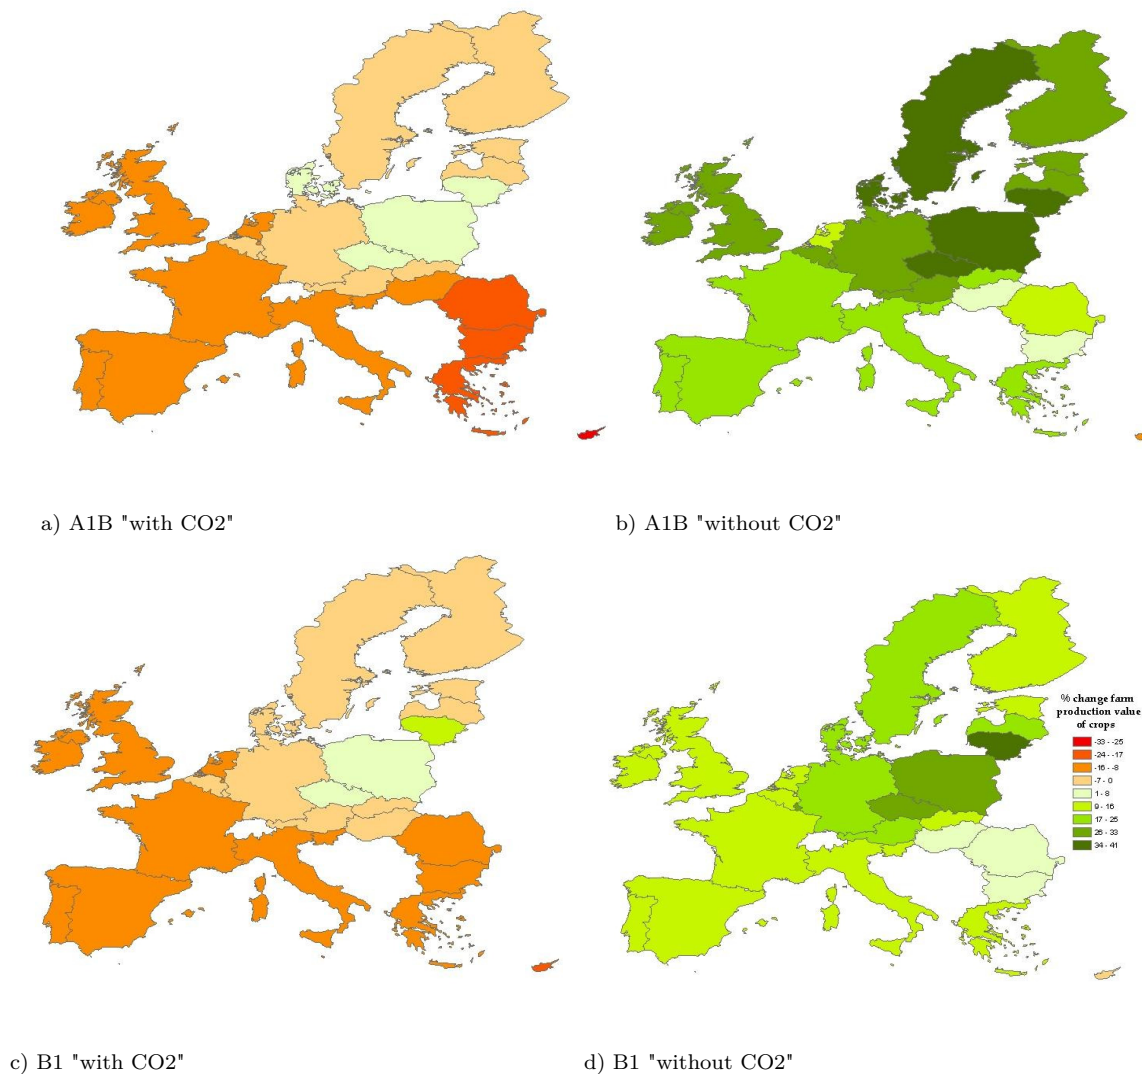 a) A1B "with CO2"
b) A1B "without CO2"
% change farm
production value
of crops
-33 - -25
-24 - -17
-16 - -8
-7 - 0
1 - 8
9 - 16
17 - 25
26 - 33
34 - 41
c) B1 "with CO2"
d) B1 "without CO2"